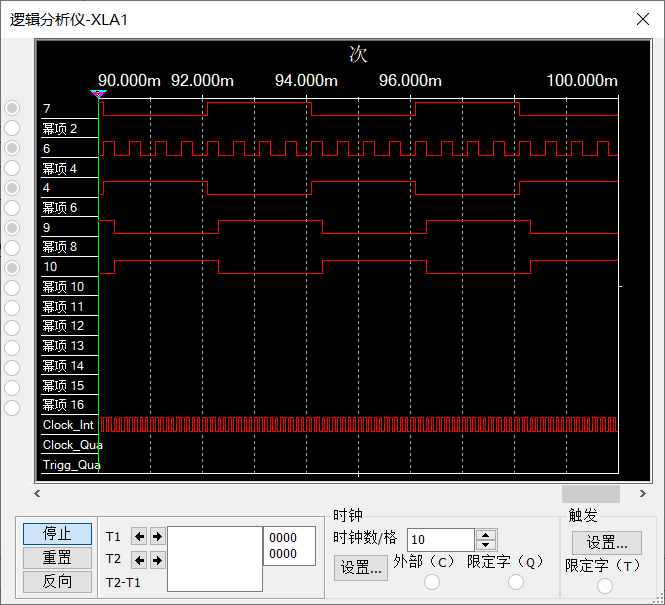 逻辑分析仪-XLA1
次
90.000m 92.000m 94.000m 96.000m 100.000m
7
幂项 2
6
幂项 4
4
幂项 6
9
幂项 8
10
幂项 10
幂项 11
幂项 12
幂项 13
幂项 14
幂项 15
幂项 16
Clock_Int
Clock_Qua
Trigg_Qua
停止
重置
反向
T1
T2
T2-T1
0000
0000
时钟
时钟数/格 10
设置...
外部（C）
限定字（Q）
触发
设置...
限定字（T）